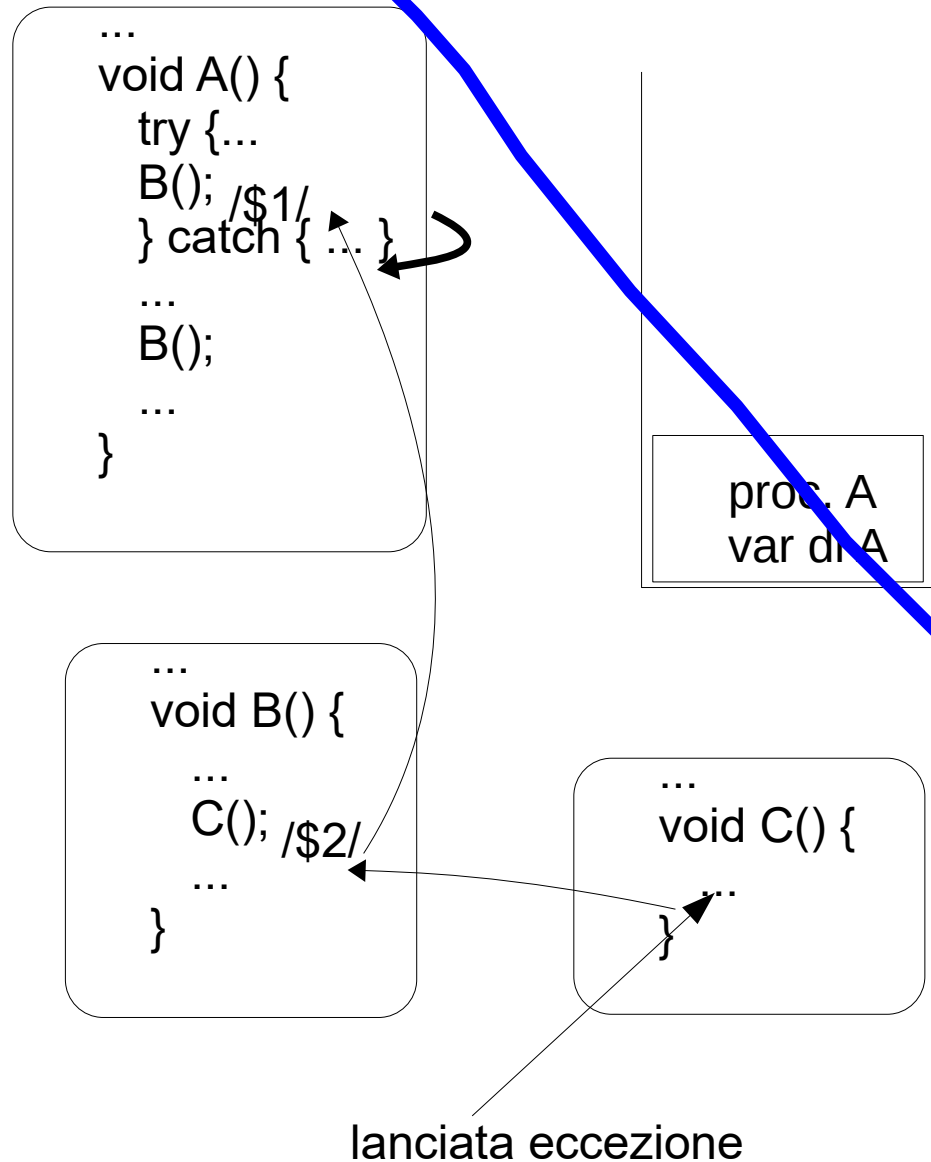 ...
void A() {
try {...
B(); /$1/
} catch { ... }
...
B();
...
}
proc. A
var di A
...
void B() {
...
C(); /$2/
...
}
...
void C() {
...
}
lanciata eccezione